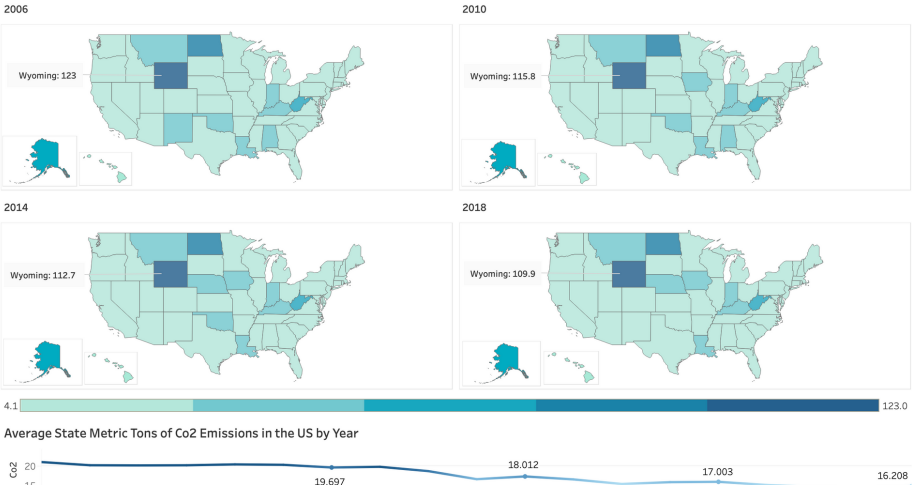 2006
2010
Wyoming: 123
Wyoming: 115.8
2014
2018
Wyoming: 112.7
Wyoming: 109.9
4.1
123.0
Average State Metric Tons of Co2 Emissions in the US by Year
Co2
20
19.697
18.012
17.003
16.208
15